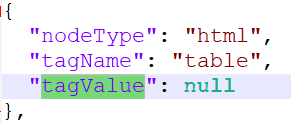 {
"nodeType": "html",
"tagName": "table",
"tagValue": null
},